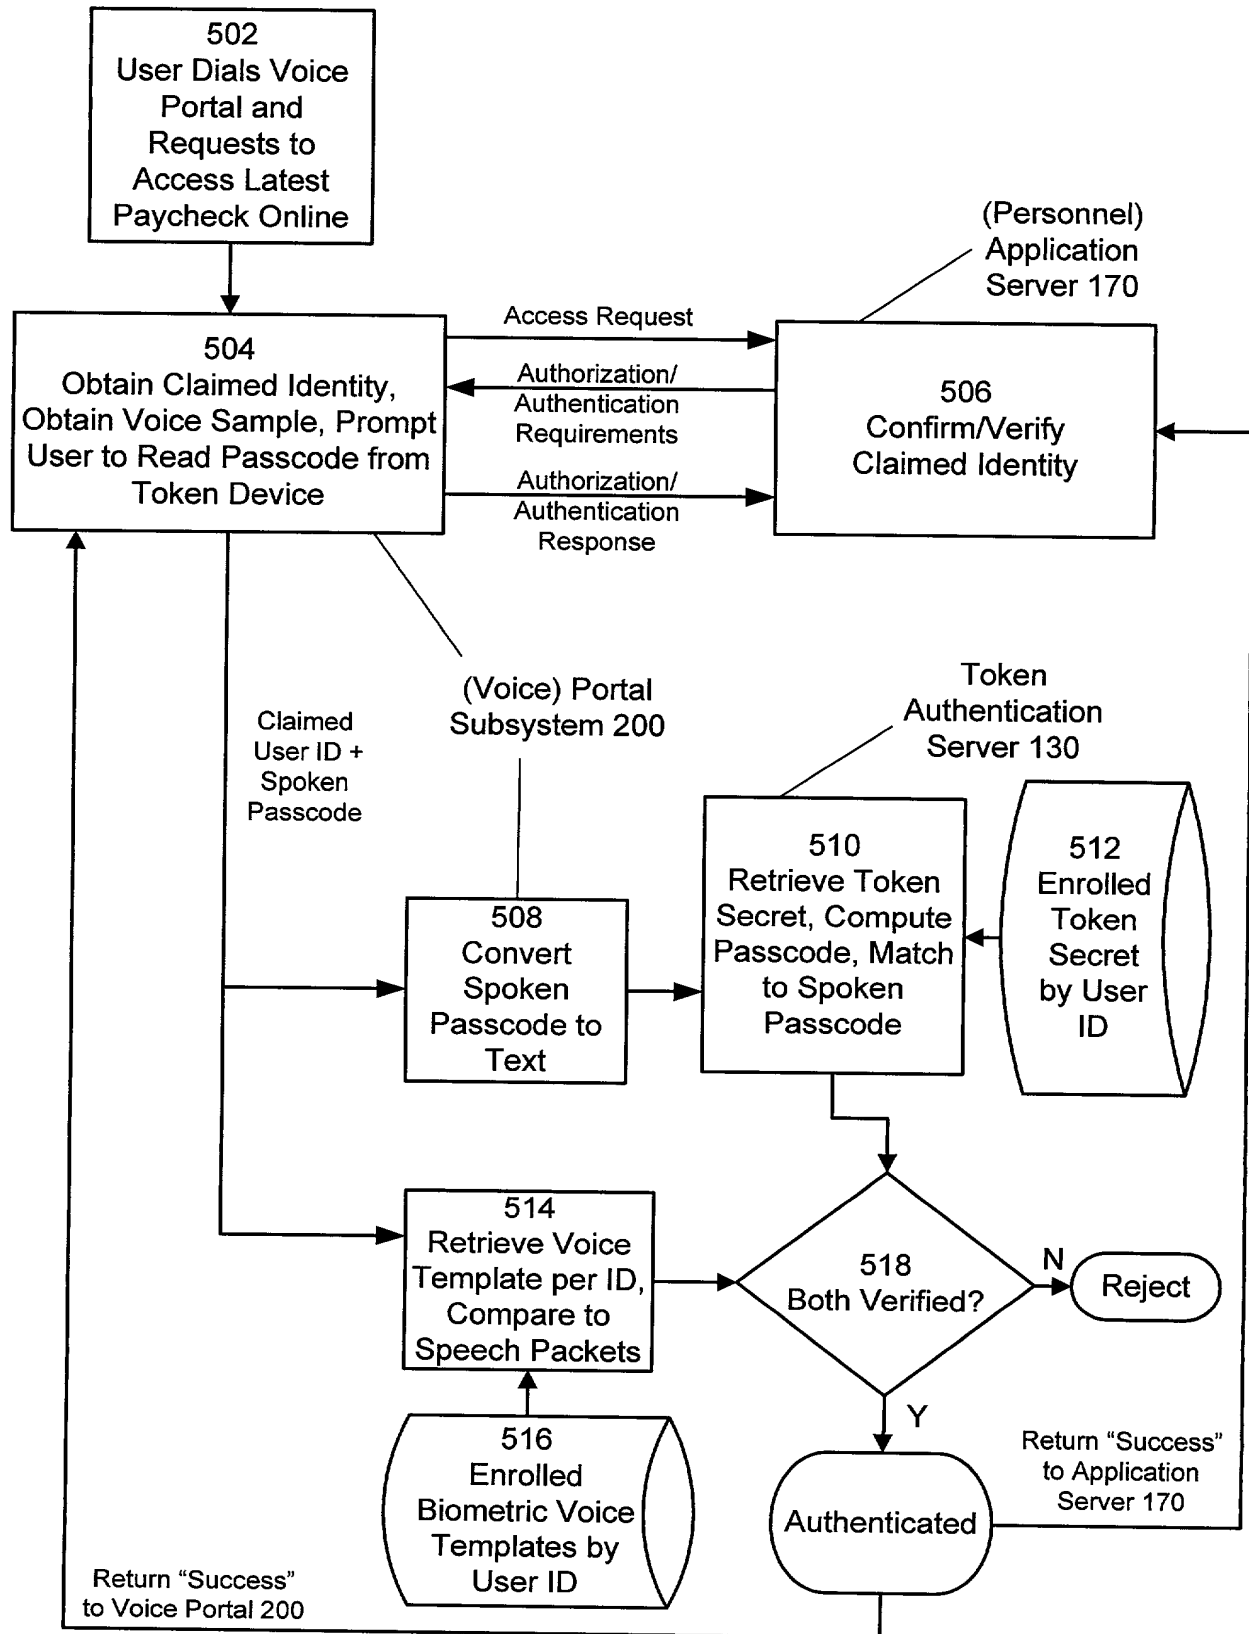 502
User Dials Voice
Portal and
Requests to
Access Latest
Paycheck Online
(Personnel)
Application
Server 170
504
Obtain Claimed Identity,
Obtain Voice Sample, Prompt
User to Read Passcode from
Token Device
Access Request
Authorization/
Authentication
Requirements
Authorization/
Authentication
Response
506
Confirm/Verify
Claimed Identity
Claimed
User ID +
Spoken
Passcode
(Voice) Portal
Subsystem 200
Token
Authentication
Server 130
508
Convert
Spoken
Passcode to
Text
510
Retrieve Token
Secret, Compute
Passcode, Match
to Spoken
Passcode
512
Enrolled
Token
Secret
by User
ID
514
Retrieve Voice
Template per ID,
Compare to
Speech Packets
518
Both Verified?
N
Reject
Y
516
Enrolled
Biometric Voice
Templates by
User ID
Authenticated
Return “Success”
to Application
Server 170
Return “Success”
to Voice Portal 200